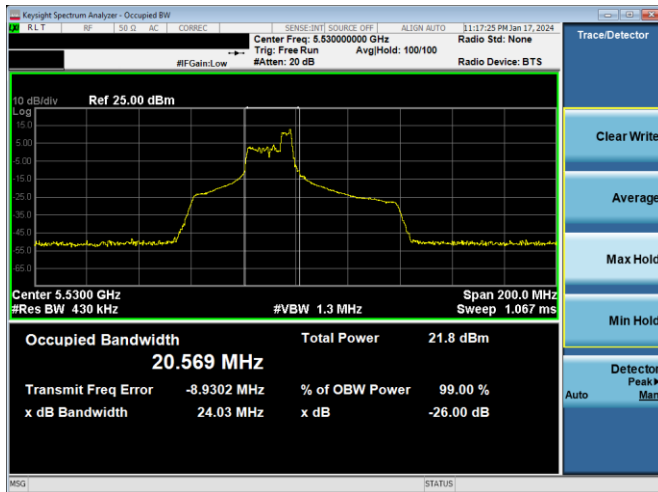 Keysight Spectrum Analyzer - Occupied BW
RLT RF 50 Ω AC CORREC SENSE:INT SOURCE OFF ALIGN AUTO 11:17:25 PM Jan 17, 2024
Center Freq: 5.530000000 GHz Radio Std: None
Trig: Free Run Avg|Hold: 100/100
#IFGain:Low #Atten: 20 dB Radio Device: BTS
Trace/Detector
10 dB/div Ref 25.00 dBm
Log
15.0
5.00
-5.00
-15.0
-25.0
-35.0
-45.0
-55.0
-65.0
Center 5.5300 GHz Span 200.0 MHz
#Res BW 430 kHz #VBW 1.3 MHz Sweep 1.067 ms
Occupied Bandwidth Total Power 21.8 dBm
20.569 MHz
Transmit Freq Error -8.9302 MHz % of OBW Power 99.00 %
x dB Bandwidth 24.03 MHz x dB -26.00 dB
Clear Write
Average
Max Hold
Min Hold
Detector
Peak▶
Auto Man
MSG STATUS